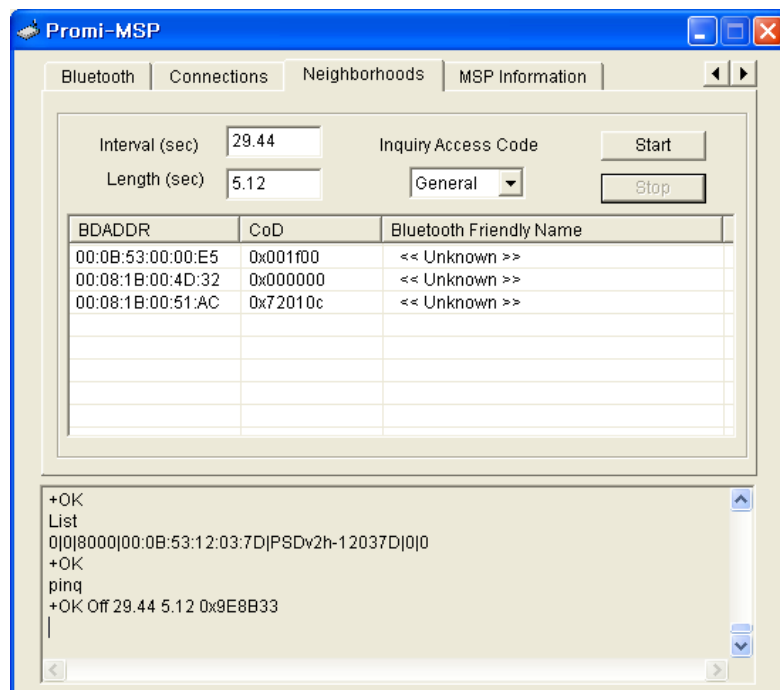 Promi-MSP
Bluetooth Connections Neighborhoods MSP Information
Interval (sec) 29.44 Inquiry Access Code Start
Length (sec) 5.12 General Stop
BDADDR CoD Bluetooth Friendly Name
00:0B:53:00:00:E5 0x001f00 << Unknown >>
00:08:1B:00:4D:32 0x000000 << Unknown >>
00:08:1B:00:51:AC 0x72010c << Unknown >>
+OK
List
0|0|8000|00:0B:53:12:03:7D|PSDv2h-12037D|0|0
+OK
pinq
+OK Off 29.44 5.12 0x9E8B33